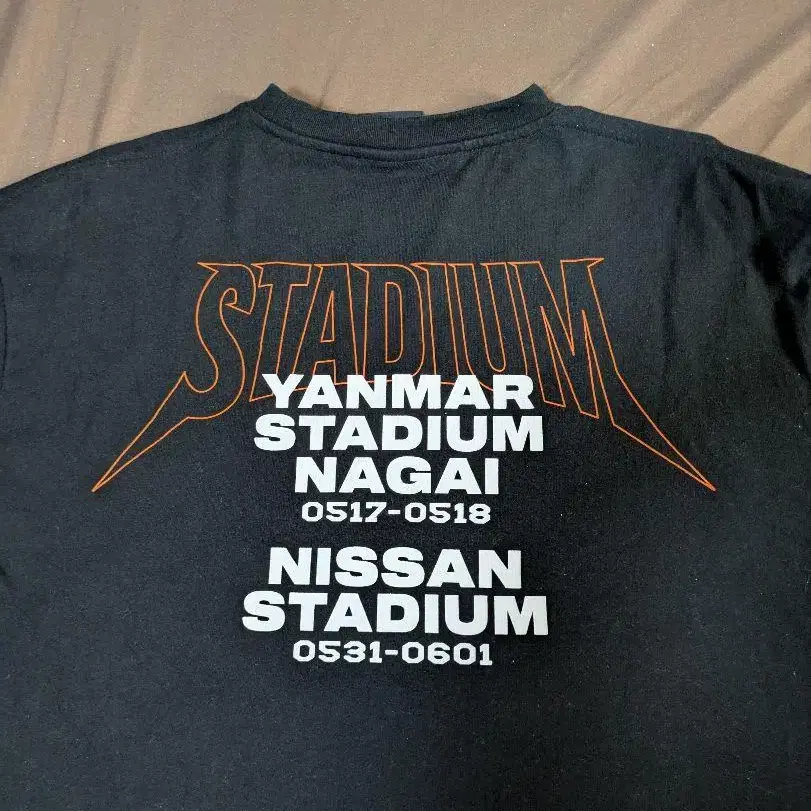 STADIUM
YANMAR
STADIUM
NAGAI
0517-0518
NISSAN
STADIUM
0531-0601